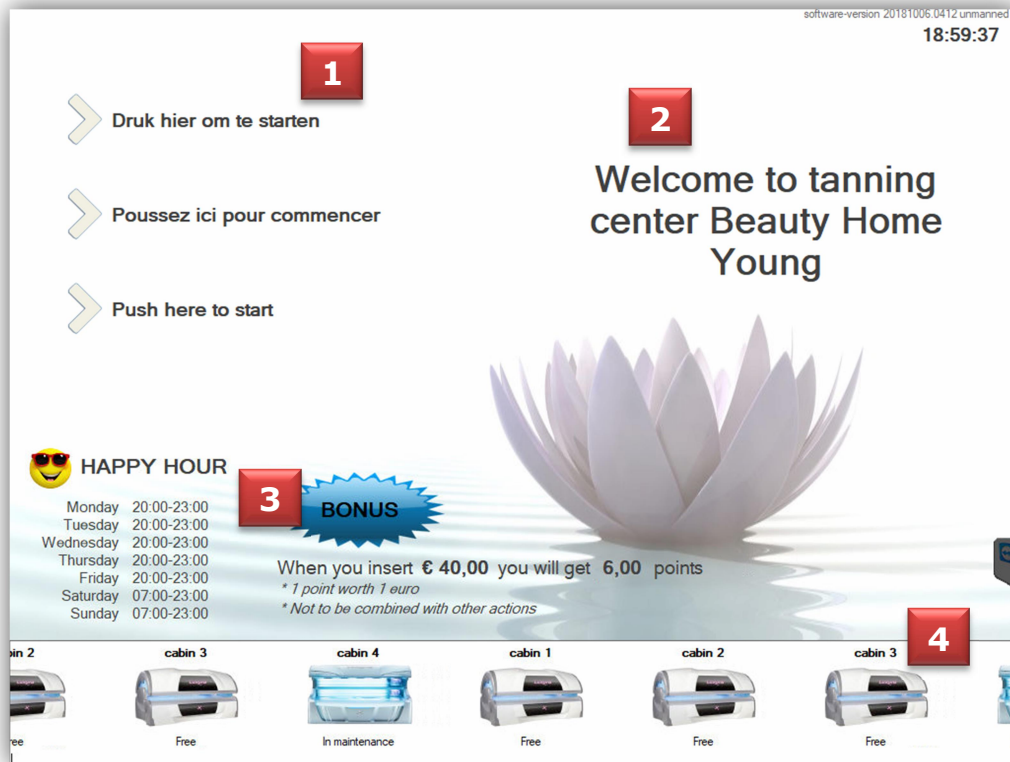 software-version 20181006.0412 unmanned
18:59:37
1
Druk hier om te starten
2
Poussez ici pour commencer
Push here to start
Welcome to tanning
center Beauty Home
Young
HAPPY HOUR
Monday 20:00-23:00
Tuesday 20:00-23:00
Wednesday 20:00-23:00
Thursday 20:00-23:00
Friday 20:00-23:00
Saturday 07:00-23:00
Sunday 07:00-23:00
3
BONUS
When you insert € 40,00 you will get 6,00 points
* 1 point worth 1 euro
* Not to be combined with other actions
4
in 2 cabin 3 cabin 4 cabin 1 cabin 2 cabin 3
ree Free In maintenance Free Free Free